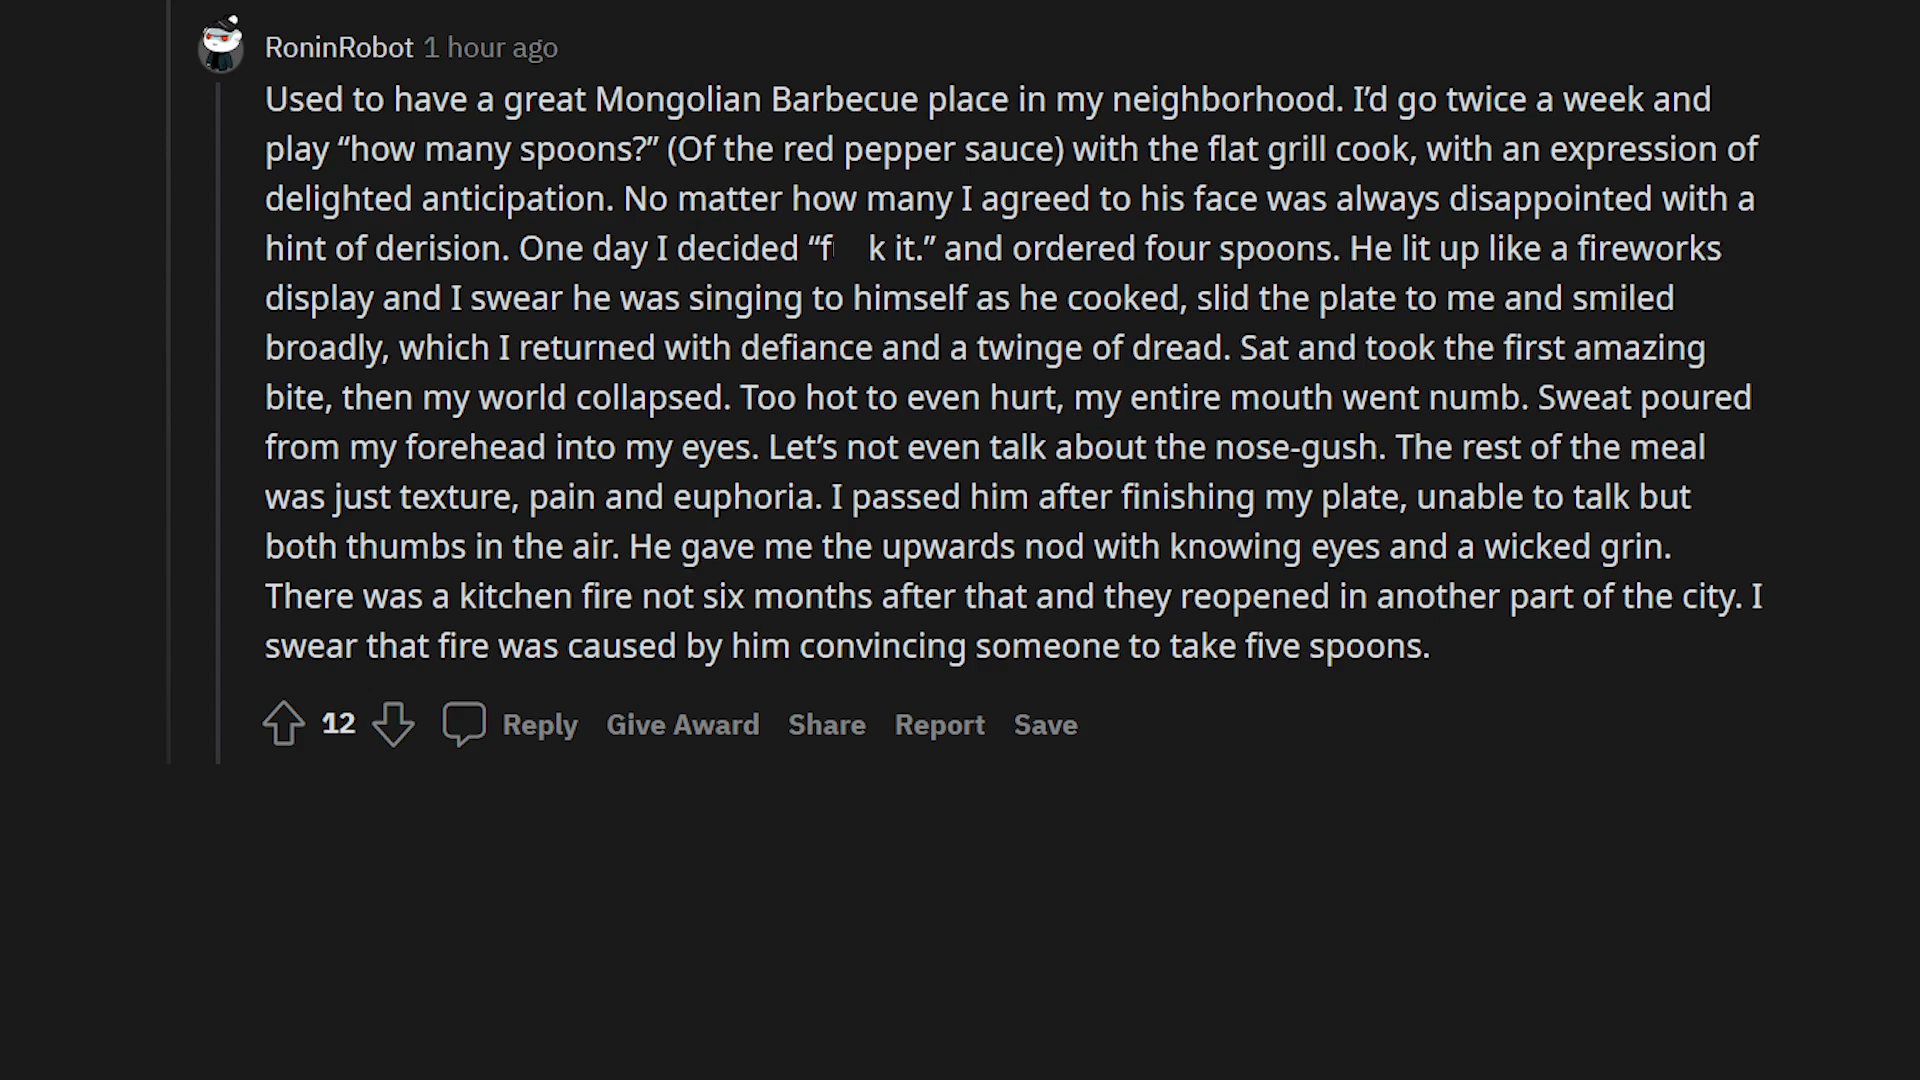 RoninRobot 1 hour ago
Used to have a great Mongolian Barbecue place in my neighborhood. I’d go twice a week and
play “how many spoons?” (Of the red pepper sauce) with the flat grill cook, with an expression of
delighted anticipation. No matter how many I agreed to his face was always disappointed with a
hint of derision. One day I decided “f k it.” and ordered four spoons. He lit up like a fireworks
display and I swear he was singing to himself as he cooked, slid the plate to me and smiled
broadly, which I returned with defiance and a twinge of dread. Sat and took the first amazing
bite, then my world collapsed. Too hot to even hurt, my entire mouth went numb. Sweat poured
from my forehead into my eyes. Let’s not even talk about the nose-gush. The rest of the meal
was just texture, pain and euphoria. I passed him after finishing my plate, unable to talk but
both thumbs in the air. He gave me the upwards nod with knowing eyes and a wicked grin.
There was a kitchen fire not six months after that and they reopened in another part of the city. I
swear that fire was caused by him convincing someone to take five spoons.
12 Reply Give Award Share Report Save